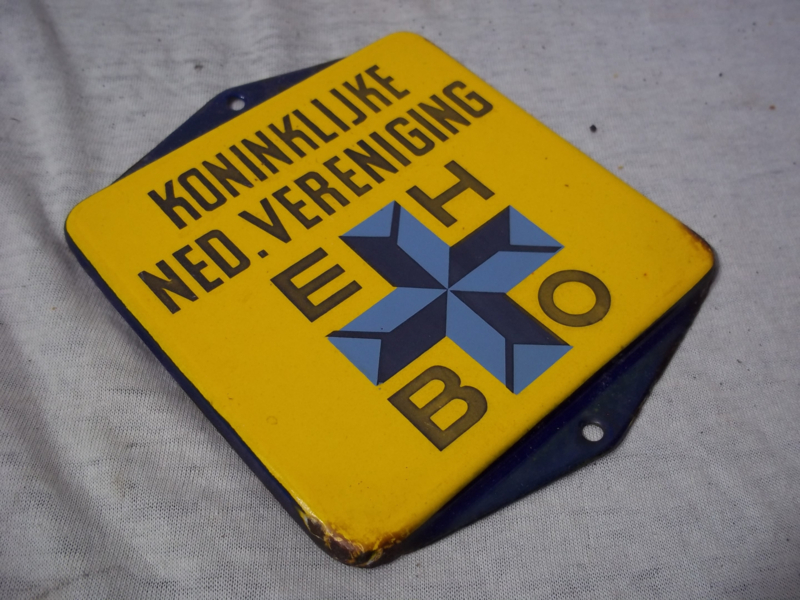 KONINKLIJKE
NED. VERENIGING
E H
B O